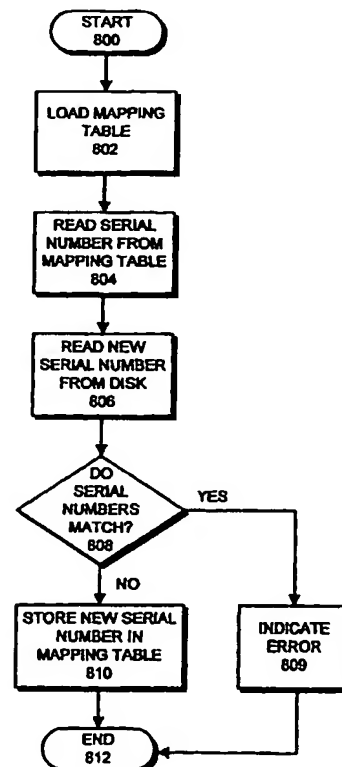 START
800
LOAD MAPPING
TABLE
802
READ SERIAL
NUMBER FROM
MAPPING TABLE
804
READ NEW
SERIAL NUMBER
FROM DISK
806
DO
SERIAL
NUMBERS
MATCH?
808
YES
NO
STORE NEW SERIAL
NUMBER IN
MAPPING TABLE
810
INDICATE
ERROR
809
END
812